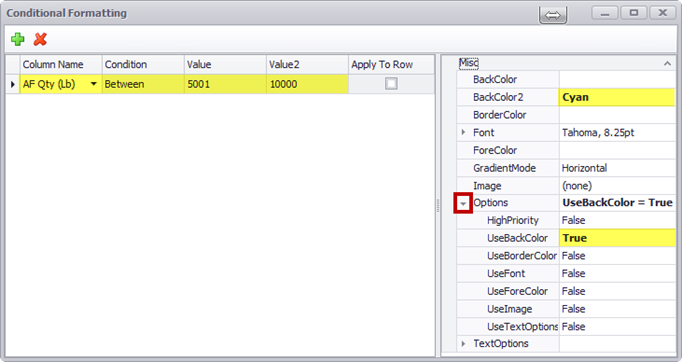 Conditional Formatting
Column Name Condition Value Value2 Apply To Row
AF Qty (Lb) Between 5001 10000
Misc
BackColor
BackColor2 Cyan
BorderColor
Font Tahoma, 8.25pt
ForeColor
GradientMode Horizontal
Image (none)
Options UseBackColor = True
HighPriority False
UseBackColor True
UseBorderColor False
UseFont False
UseForeColor False
UseImage False
UseTextOptions False
TextOptions